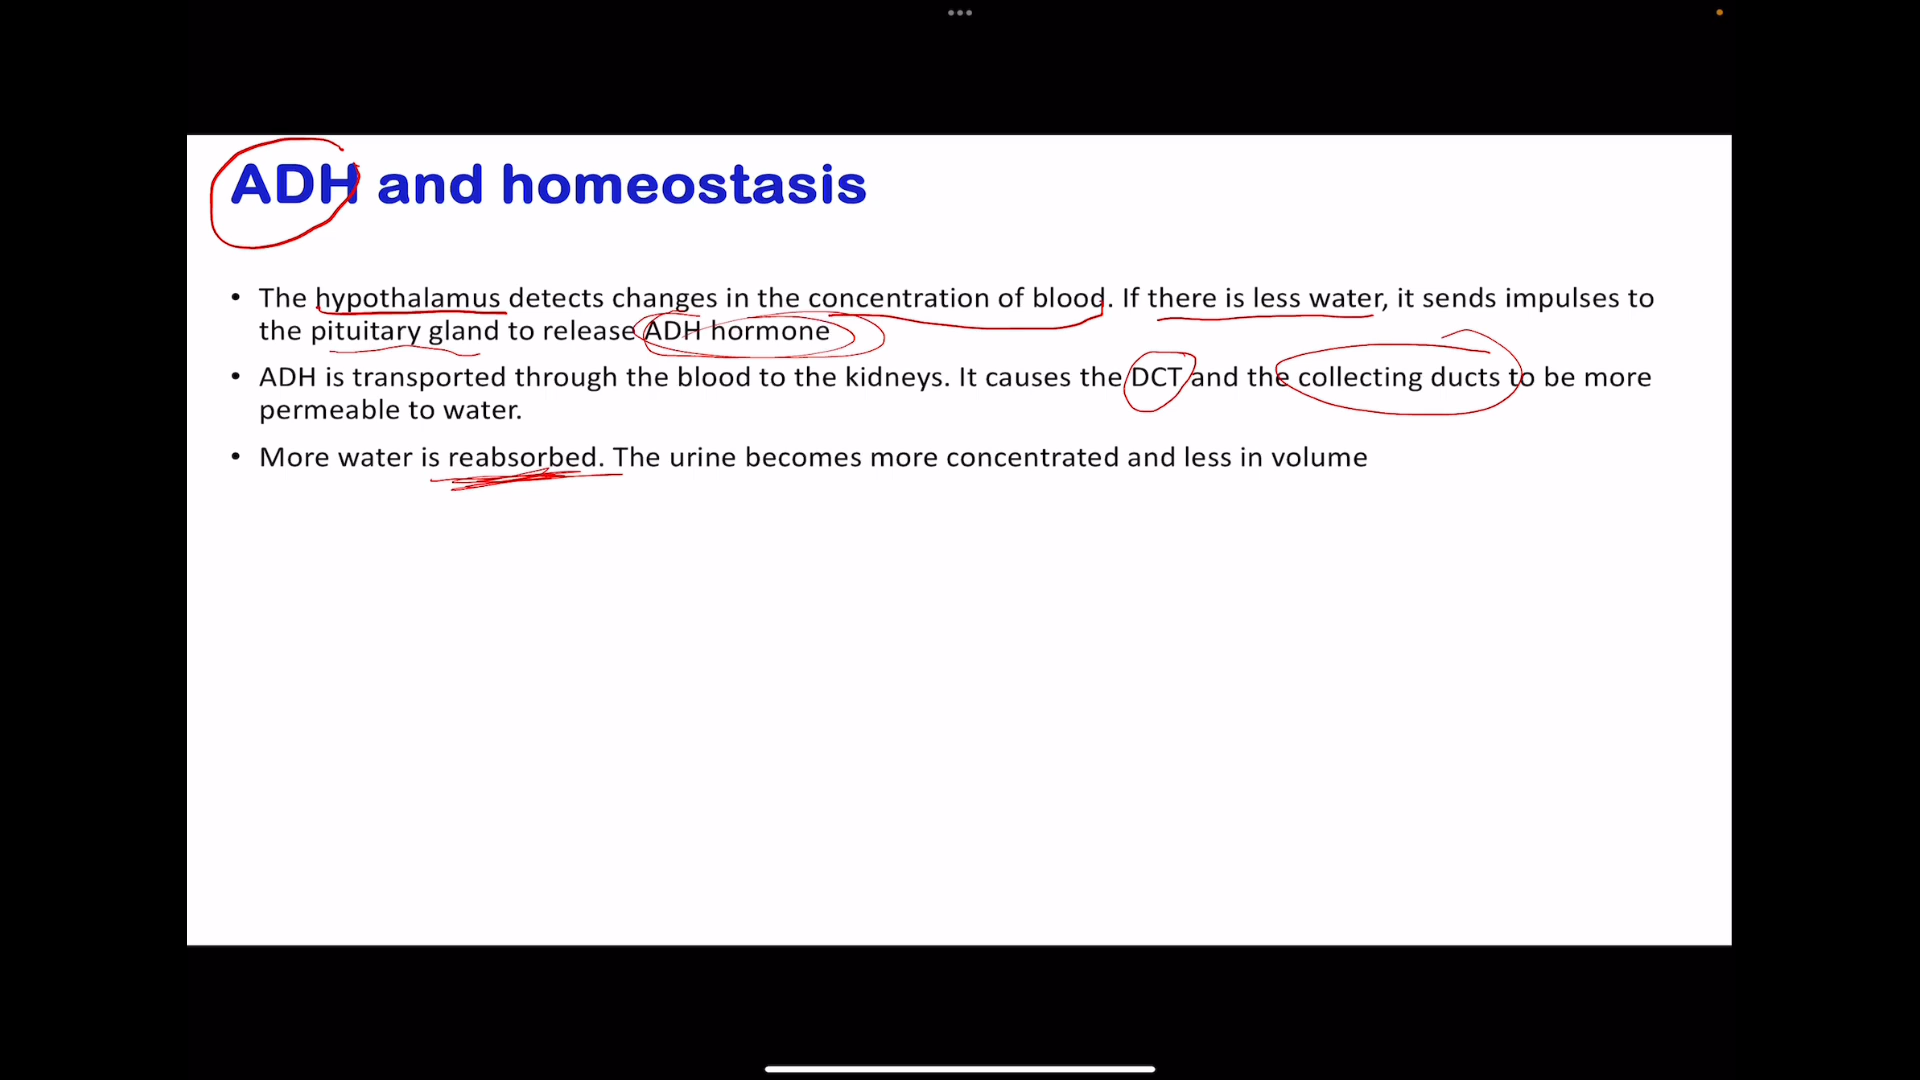 ADH and homeostasis
• The hypothalamus detects changes in the concentration of blood. If there is less water, it sends impulses to
the pituitary gland to release ADH hormone
• ADH is transported through the blood to the kidneys. It causes the DCT and the collecting ducts to be more
permeable to water.
• More water is reabsorbed. The urine becomes more concentrated and less in volume